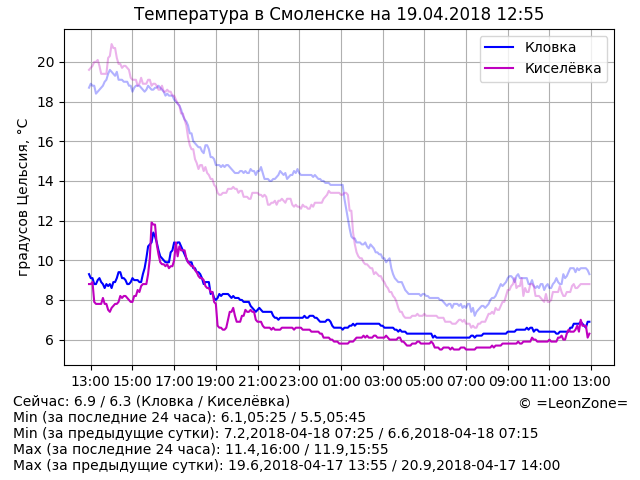 Температура в Смоленске на 19.04.2018 12:55
Кловка
Киселёвка
градусов Цельсия, °C
20
18
16
14
12
10
8
6
13:00 15:00 17:00 19:00 21:00 23:00 01:00 03:00 05:00 07:00 09:00 11:00 13:00
Сейчас: 6.9 / 6.3 (Кловка / Киселёвка)
© =LeonZone=
Min (за последние 24 часа): 6.1,05:25 / 5.5,05:45
Min (за предыдущие сутки): 7.2,2018-04-18 07:25 / 6.6,2018-04-18 07:15
Max (за последние 24 часа): 11.4,16:00 / 11.9,15:55
Max (за предыдущие сутки): 19.6,2018-04-17 13:55 / 20.9,2018-04-17 14:00